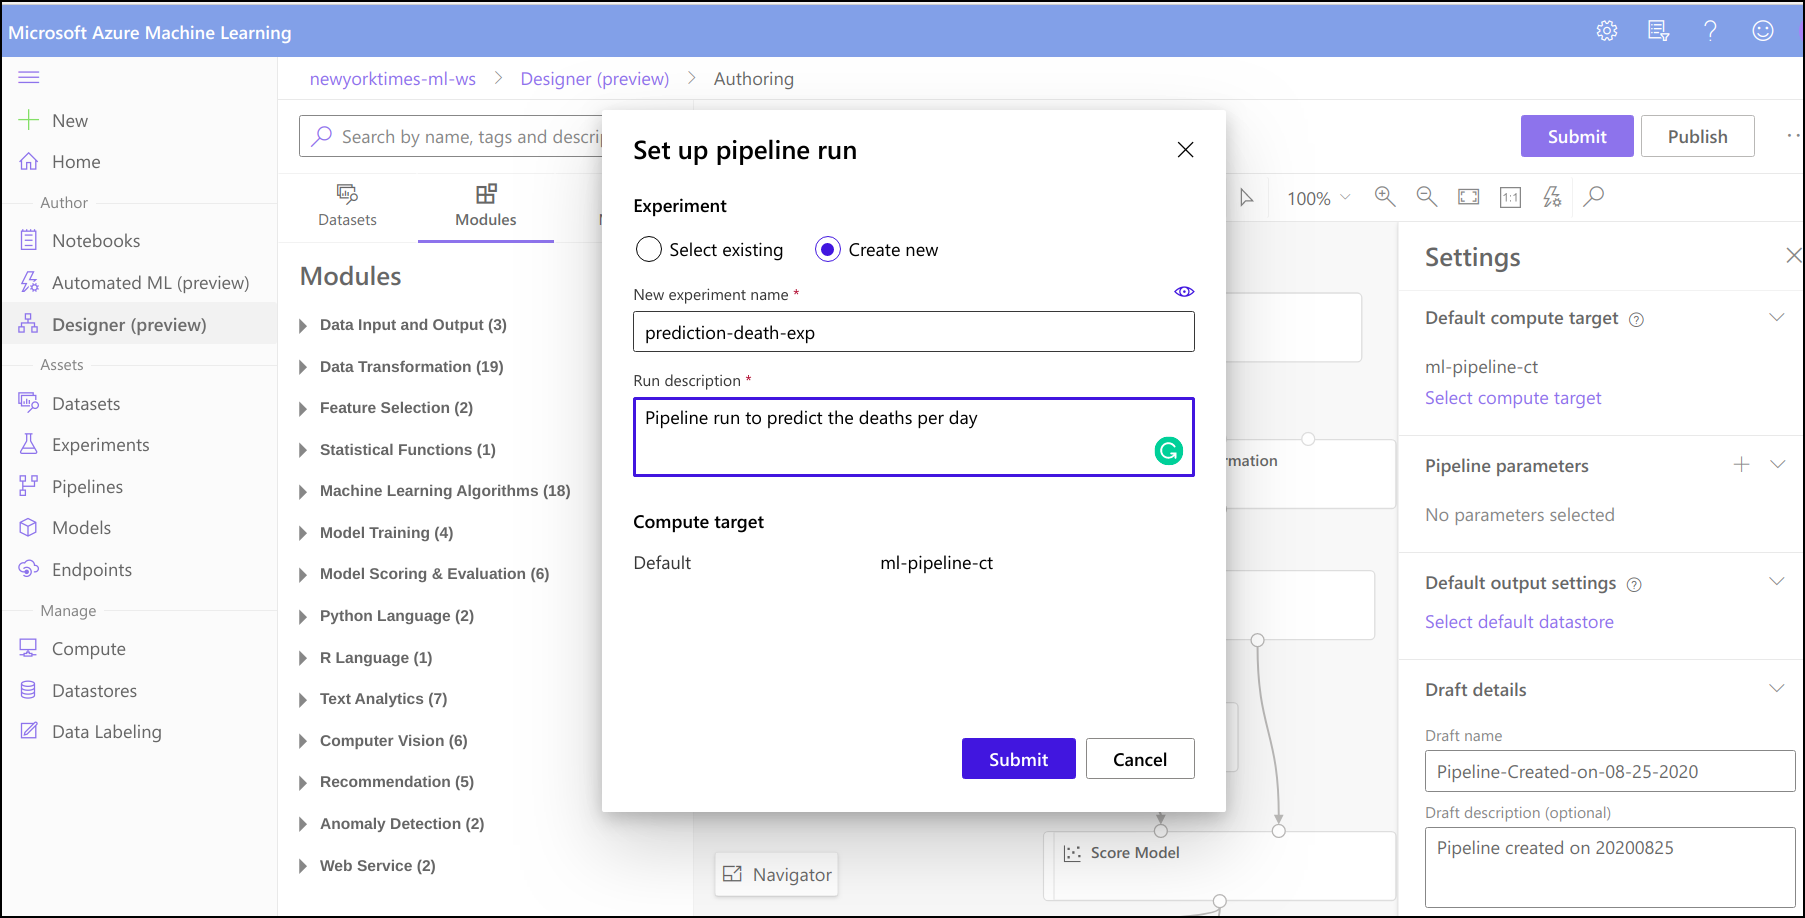 Microsoft Azure Machine Learning
newyorktimes-ml-ws > Designer (preview) > Authoring
New
Home
Author
Notebooks
Automated ML (preview)
Designer (preview)
Assets
Datasets
Experiments
Pipelines
Models
Endpoints
Manage
Compute
Datastores
Data Labeling
Search by name, tags and descrip
Datasets
Modules
Modules
Data Input and Output (3)
Data Transformation (19)
Feature Selection (2)
Statistical Functions (1)
Machine Learning Algorithms (18)
Model Training (4)
Model Scoring & Evaluation (6)
Python Language (2)
R Language (1)
Text Analytics (7)
Computer Vision (6)
Recommendation (5)
Anomaly Detection (2)
Web Service (2)
Set up pipeline run
Experiment
Select existing
Create new
New experiment name *
prediction-death-exp
Run description *
Pipeline run to predict the deaths per day
Compute target
Default
ml-pipeline-ct
Submit
Cancel
Submit
Publish
100%
1:1
rmation
Score Model
Navigator
Settings
Default compute target
ml-pipeline-ct
Select compute target
Pipeline parameters
No parameters selected
Default output settings
Select default datastore
Draft details
Draft name
Pipeline-Created-on-08-25-2020
Draft description (optional)
Pipeline created on 20200825